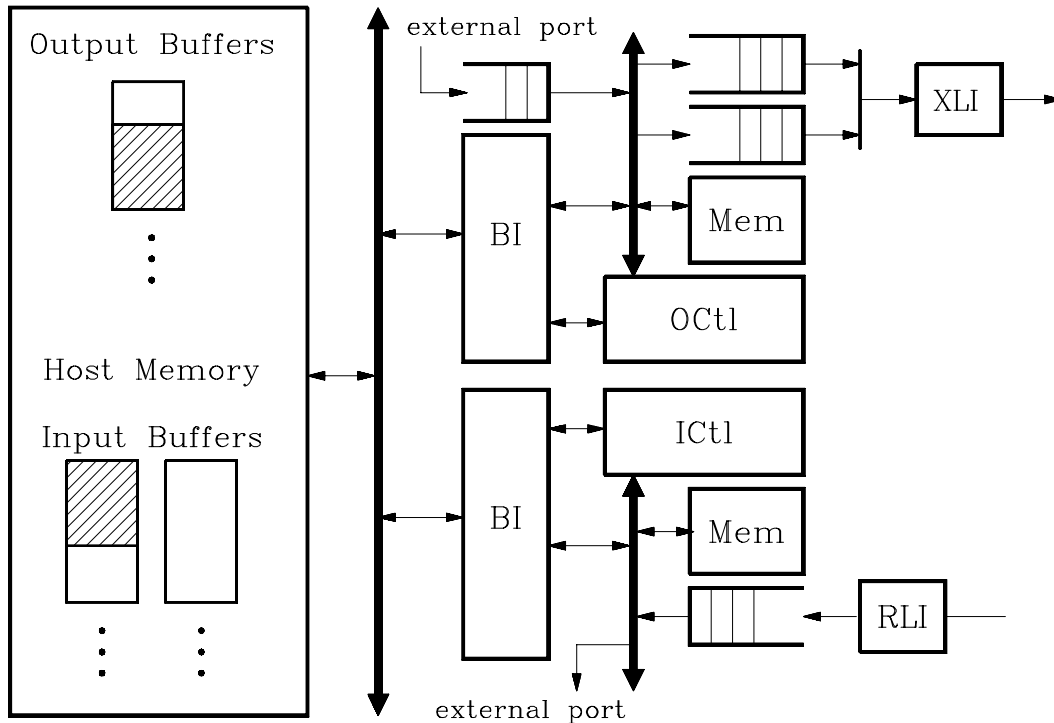 Output Buffers
external port
XLI
BI
Mem
OCtl
Host Memory
Input Buffers
ICtl
BI
Mem
RLI
external port